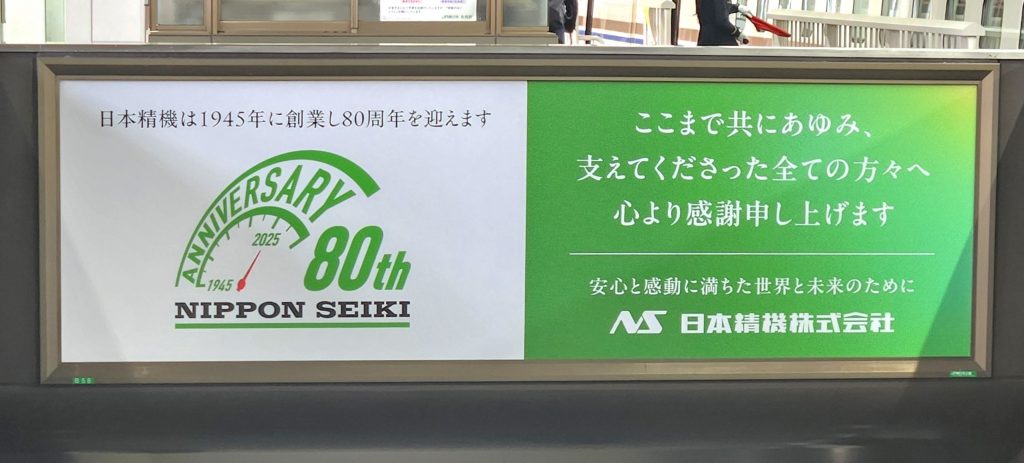 日本精機は1945年に創業し80周年を迎えます
ANNIVERSARY
2025
1945
80th
NIPPON SEIKI
ここまで共にあゆみ、
支えてくださった全ての方々へ
心より感謝申し上げます
安心と感動に満ちた世界と未来のために
NS 日本精機株式会社